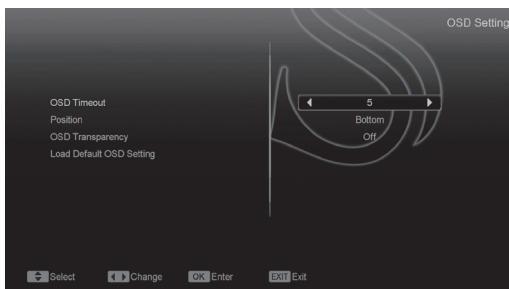 OSD Setting
OSD Timeout 5
Position Bottom
OSD Transparency Off
Load Default OSD Setting
Select Change OK Enter EXIT Exit